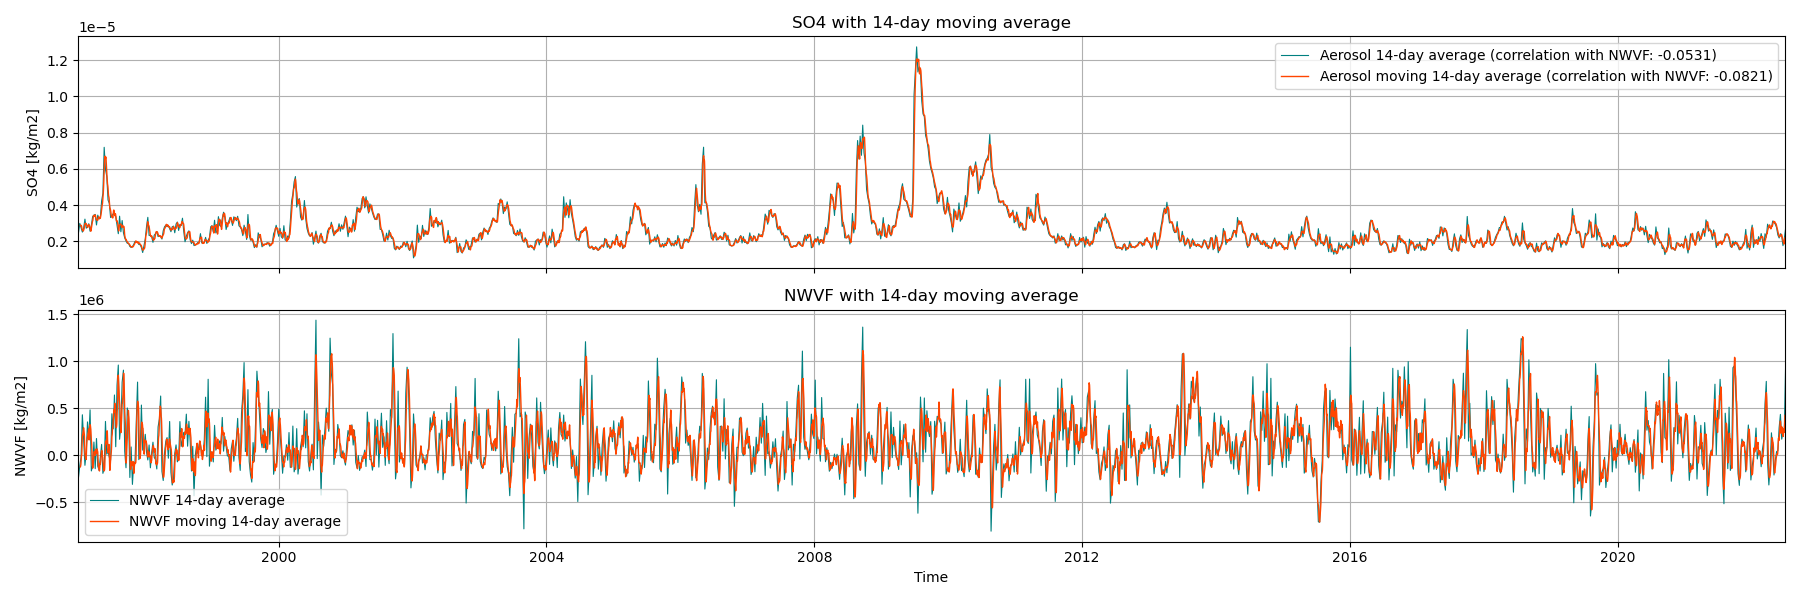 SO4 with 14-day moving average
1e−5
1.2
1.0
0.8
0.6
0.4
0.2
SO4 [kg/m2]
Aerosol 14-day average (correlation with NWVF: -0.0531)
Aerosol moving 14-day average (correlation with NWVF: -0.0821)
NWVF with 14-day moving average
1e6
1.5
1.0
0.5
0.0
−0.5
NWVF [kg/m2]
NWVF 14-day average
NWVF moving 14-day average
2000 2004 2008 2012 2016 2020
Time